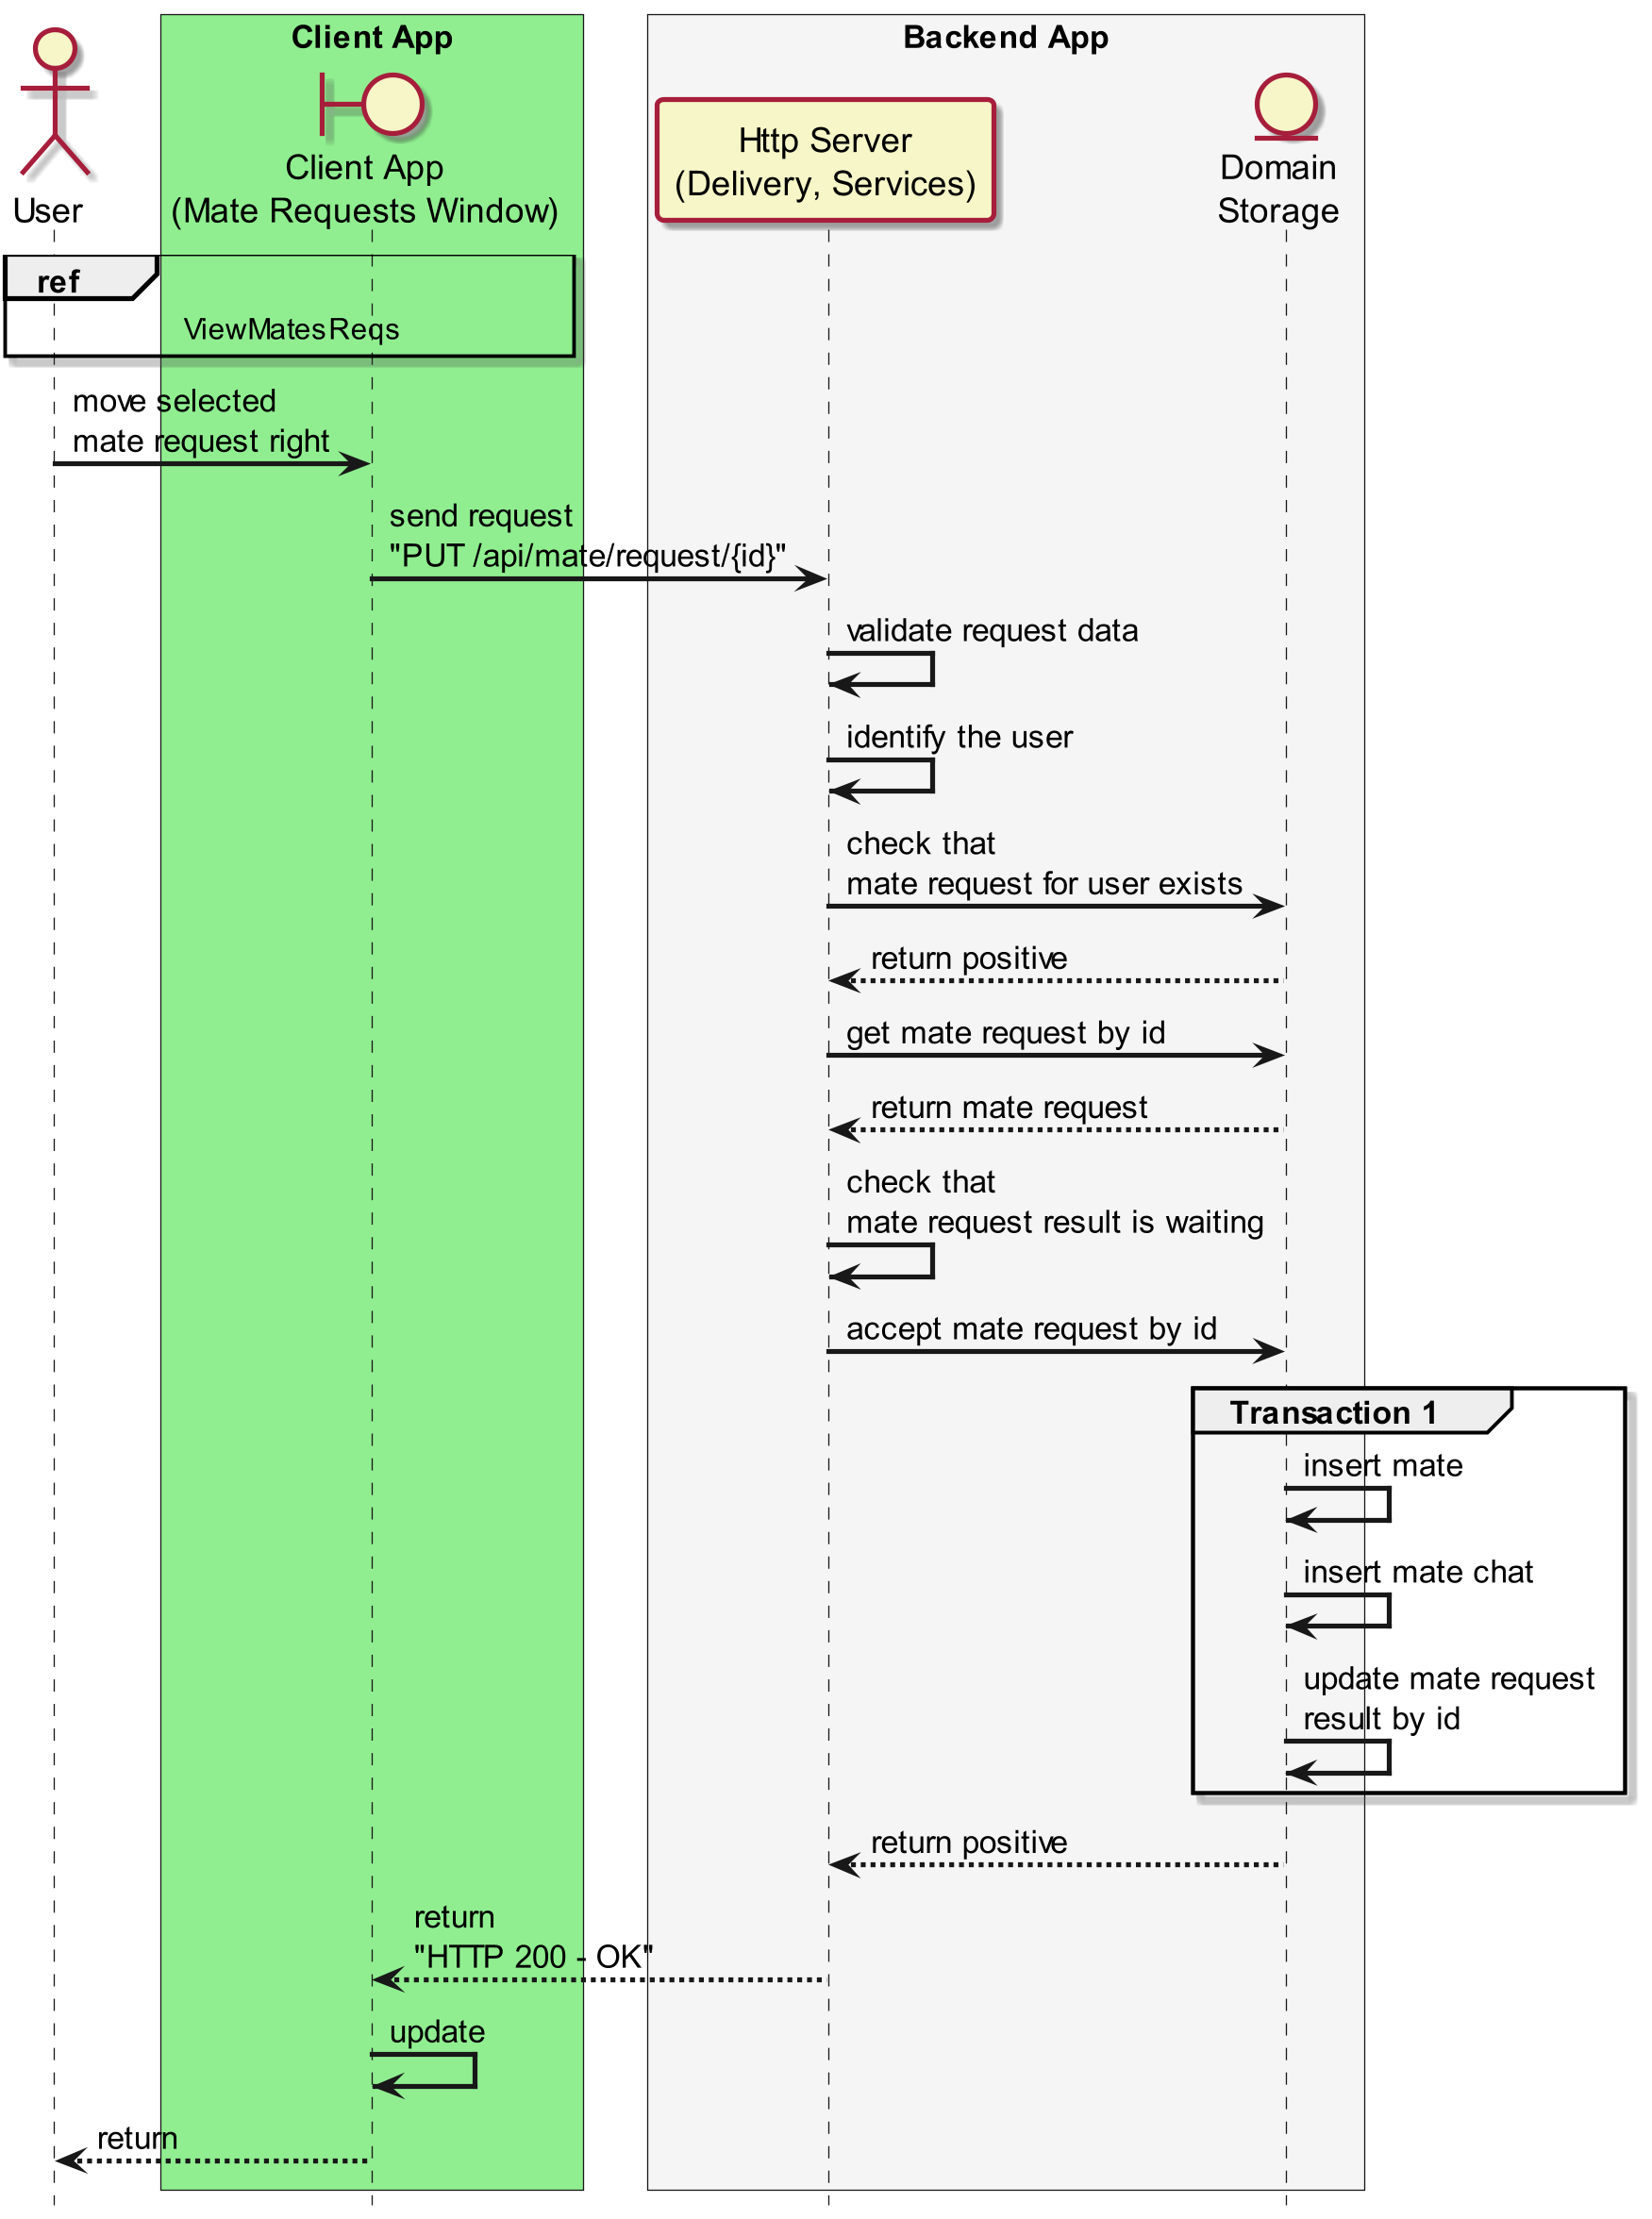 Client App
Backend App
User
Client App
(Mate Requests Window)
Http Server
(Delivery, Services)
Domain
Storage
ref
ViewMatesReqs
move selected
mate request right
send request
"PUT /api/mate/request/{id}"
validate request data
identify the user
check that
mate request for user exists
return positive
get mate request by id
return mate request
check that
mate request result is waiting
accept mate request by id
Transaction 1
insert mate
insert mate chat
update mate request
result by id
return positive
return
"HTTP 200 - OK"
update
return